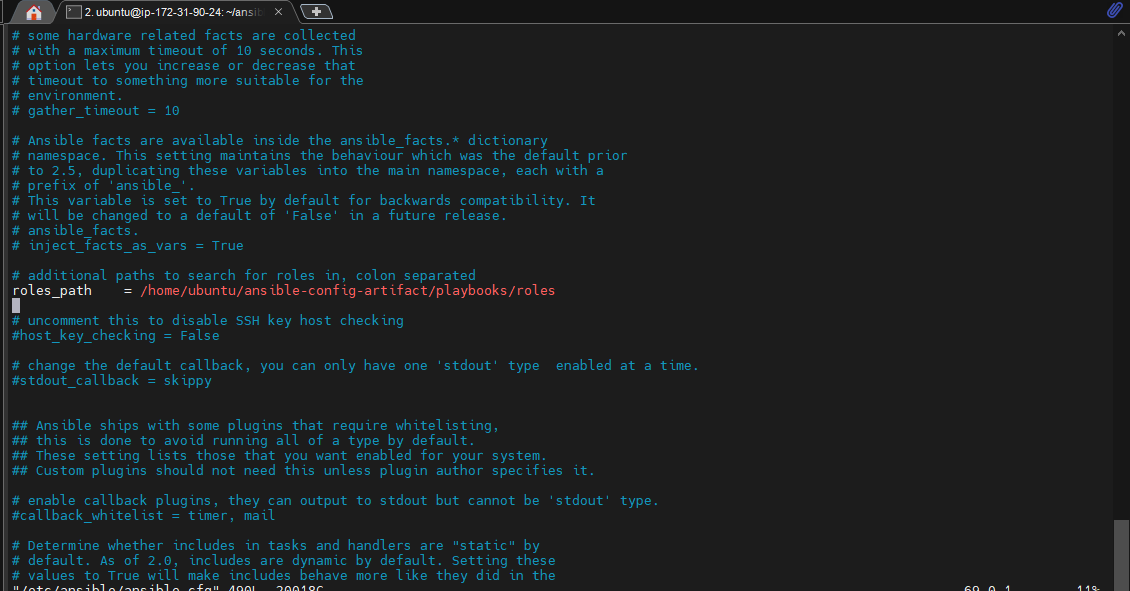 2. ubuntu@ip-172-31-90-24: ~/ansib
# some hardware related facts are collected
# with a maximum timeout of 10 seconds. This
# option lets you increase or decrease that
# timeout to something more suitable for the
# environment.
# gather_timeout = 10
# Ansible facts are available inside the ansible_facts.* dictionary
# namespace. This setting maintains the behaviour which was the default prior
# to 2.5, duplicating these variables into the main namespace, each with a
# prefix of 'ansible_'.
# This variable is set to True by default for backwards compatibility. It
# will be changed to a default of 'False' in a future release.
# ansible_facts.
# inject_facts_as_vars = True
# additional paths to search for roles in, colon separated
roles_path    = /home/ubuntu/ansible-config-artifact/playbooks/roles
# uncomment this to disable SSH key host checking
#host_key_checking = False
# change the default callback, you can only have one 'stdout' type  enabled at a time.
#stdout_callback = skippy
## Ansible ships with some plugins that require whitelisting,
## this is done to avoid running all of a type by default.
## These setting lists those that you want enabled for your system.
## Custom plugins should not need this unless plugin author specifies it.
# enable callback plugins, they can output to stdout but cannot be 'stdout' type.
#callback_whitelist = timer, mail
# Determine whether includes in tasks and handlers are "static" by
# default. As of 2.0, includes are dynamic by default. Setting these
# values to True will make includes behave more like they did in the
"/etc/ansible/ansible.cfg" 490L, 20018C 69,0-1 11%